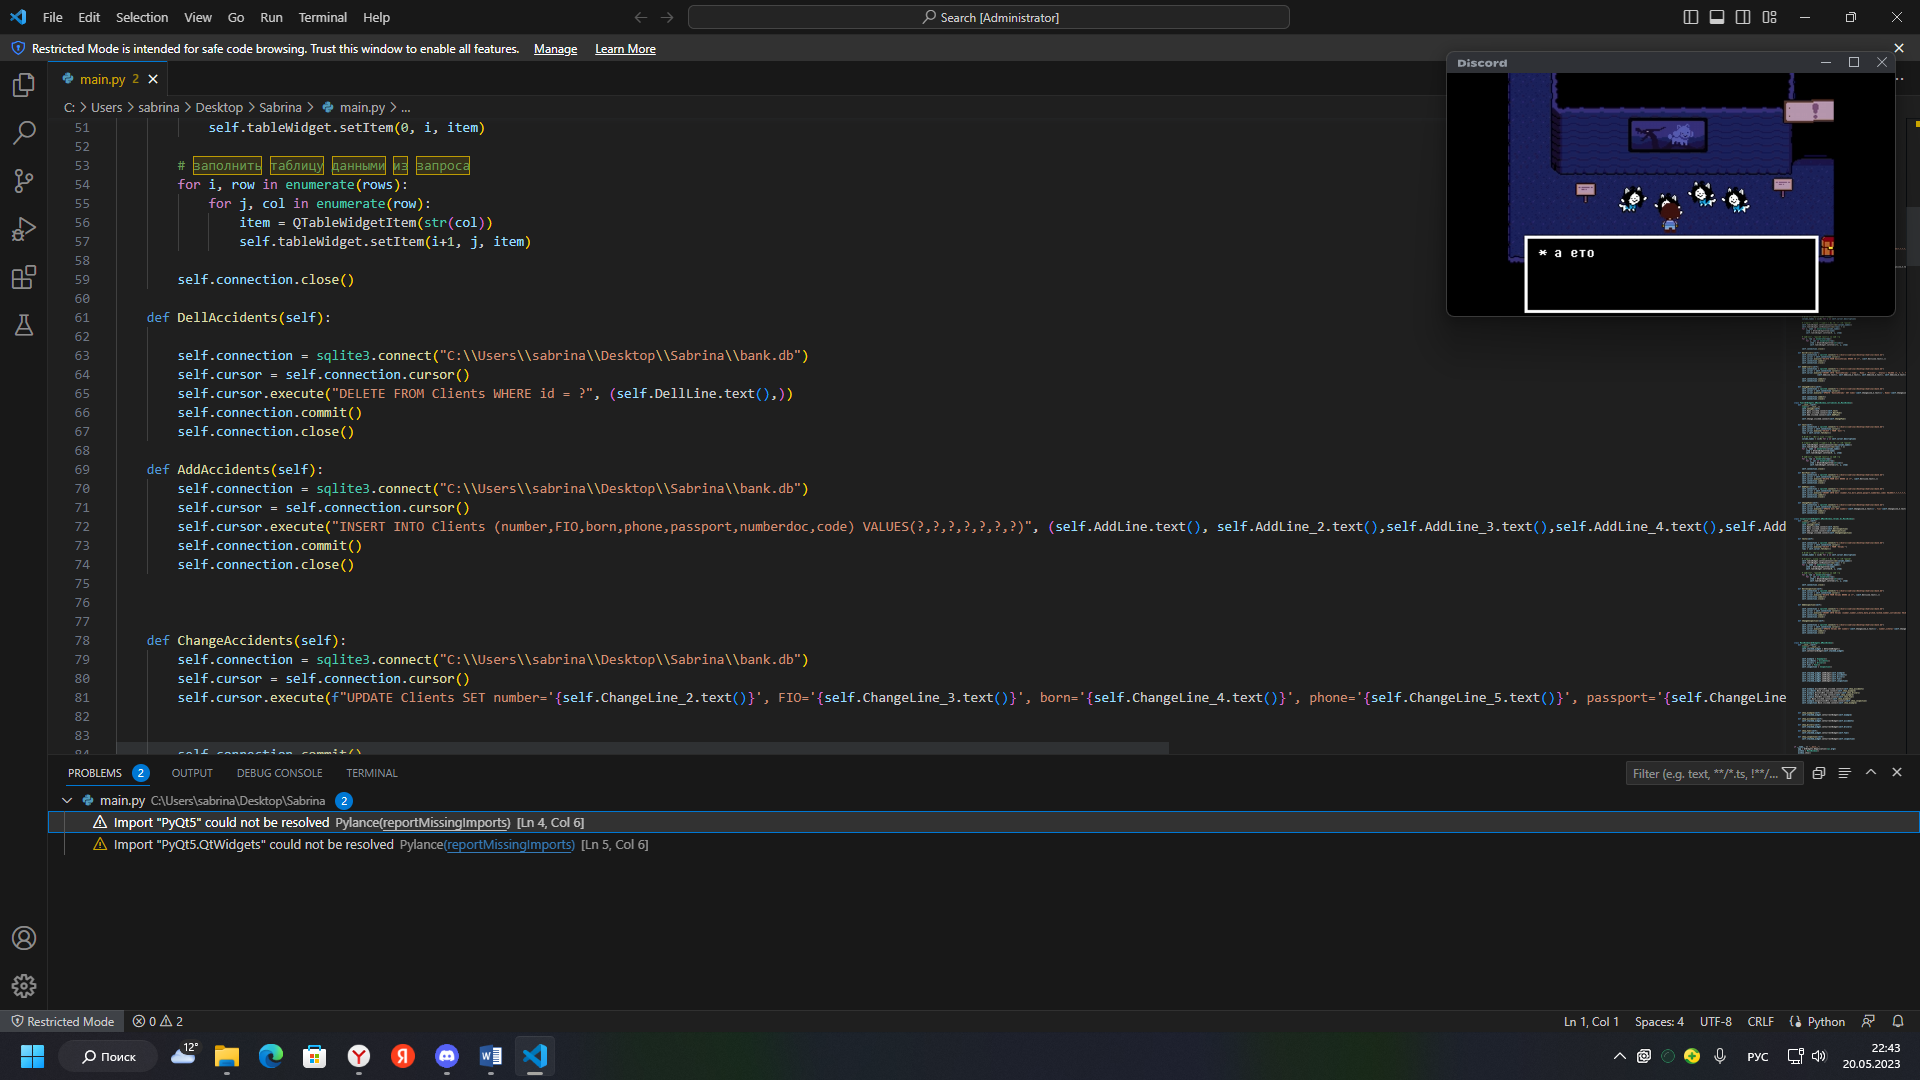 File Edit Selection View Go Run Terminal Help
Search [Administrator]
Restricted Mode is intended for safe code browsing. Trust this window to enable all features. Manage Learn More
main.py 2
C: > Users > sabrina > Desktop > Sabrina > main.py > ...
Discord
* а ето
51 self.tableWidget.setItem(0, i, item)
52
53 # заполнить таблицу данными из запроса
54 for i, row in enumerate(rows):
55 for j, col in enumerate(row):
56 item = QTableWidgetItem(str(col))
57 self.tableWidget.setItem(i+1, j, item)
58
59 self.connection.close()
60
61 def DellAccidents(self):
62
63 self.connection = sqlite3.connect("C:\\Users\\sabrina\\Desktop\\Sabrina\\bank.db")
64 self.cursor = self.connection.cursor()
65 self.cursor.execute("DELETE FROM Clients WHERE id = ?", (self.DellLine.text(),))
66 self.connection.commit()
67 self.connection.close()
68
69 def AddAccidents(self):
70 self.connection = sqlite3.connect("C:\\Users\\sabrina\\Desktop\\Sabrina\\bank.db")
71 self.cursor = self.connection.cursor()
72 self.cursor.execute("INSERT INTO Clients (number,FIO,born,phone,passport,numberdoc,code) VALUES(?,?,?,?,?,?,?)", (self.AddLine.text(), self.AddLine_2.text(),self.AddLine_3.text(),self.AddLine_4.text(),self.Add
73 self.connection.commit()
74 self.connection.close()
75
76
77
78 def ChangeAccidents(self):
79 self.connection = sqlite3.connect("C:\\Users\\sabrina\\Desktop\\Sabrina\\bank.db")
80 self.cursor = self.connection.cursor()
81 self.cursor.execute(f"UPDATE Clients SET number='{self.ChangeLine_2.text()}', FIO='{self.ChangeLine_3.text()}', born='{self.ChangeLine_4.text()}', phone='{self.ChangeLine_5.text()}', passport='{self.ChangeLine
82
83
84 self.connection.commit()
PROBLEMS 2 OUTPUT DEBUG CONSOLE TERMINAL
Filter (e.g. text, **/*.ts, !**/...
main.py C:\Users\sabrina\Desktop\Sabrina 2
Import "PyQt5" could not be resolved Pylance(reportMissingImports) [Ln 4, Col 6]
Import "PyQt5.QtWidgets" could not be resolved Pylance(reportMissingImports) [Ln 5, Col 6]
Restricted Mode 0 2
Ln 1, Col 1 Spaces: 4 UTF-8 CRLF Python
12°
Поиск
РУС
22:43
20.05.2023